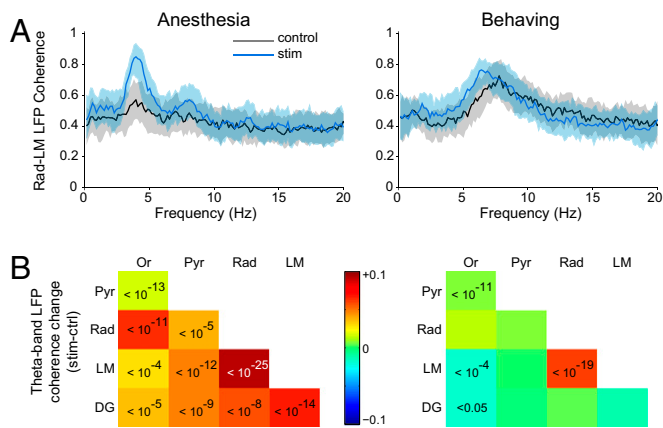 A
Anesthesia
Behaving
control
stim
Rad-LM LFP Coherence
1
0.8
0.6
0.4
0.2
0
0 5 10 15 20
Frequency (Hz)
1
0.8
0.6
0.4
0.2
0
0 5 10 15 20
Frequency (Hz)
B
Theta-band LFP
coherence change
(stim-ctrl)
Or Pyr Rad LM
Pyr < 10^-13
Rad < 10^-11 < 10^-5
LM < 10^-4 < 10^-12 < 10^-25
DG < 10^-5 < 10^-9 < 10^-8 < 10^-14
+0.1
0
−0.1
Or Pyr Rad LM
Pyr < 10^-11
Rad
LM < 10^-4 < 10^-19
DG <0.05